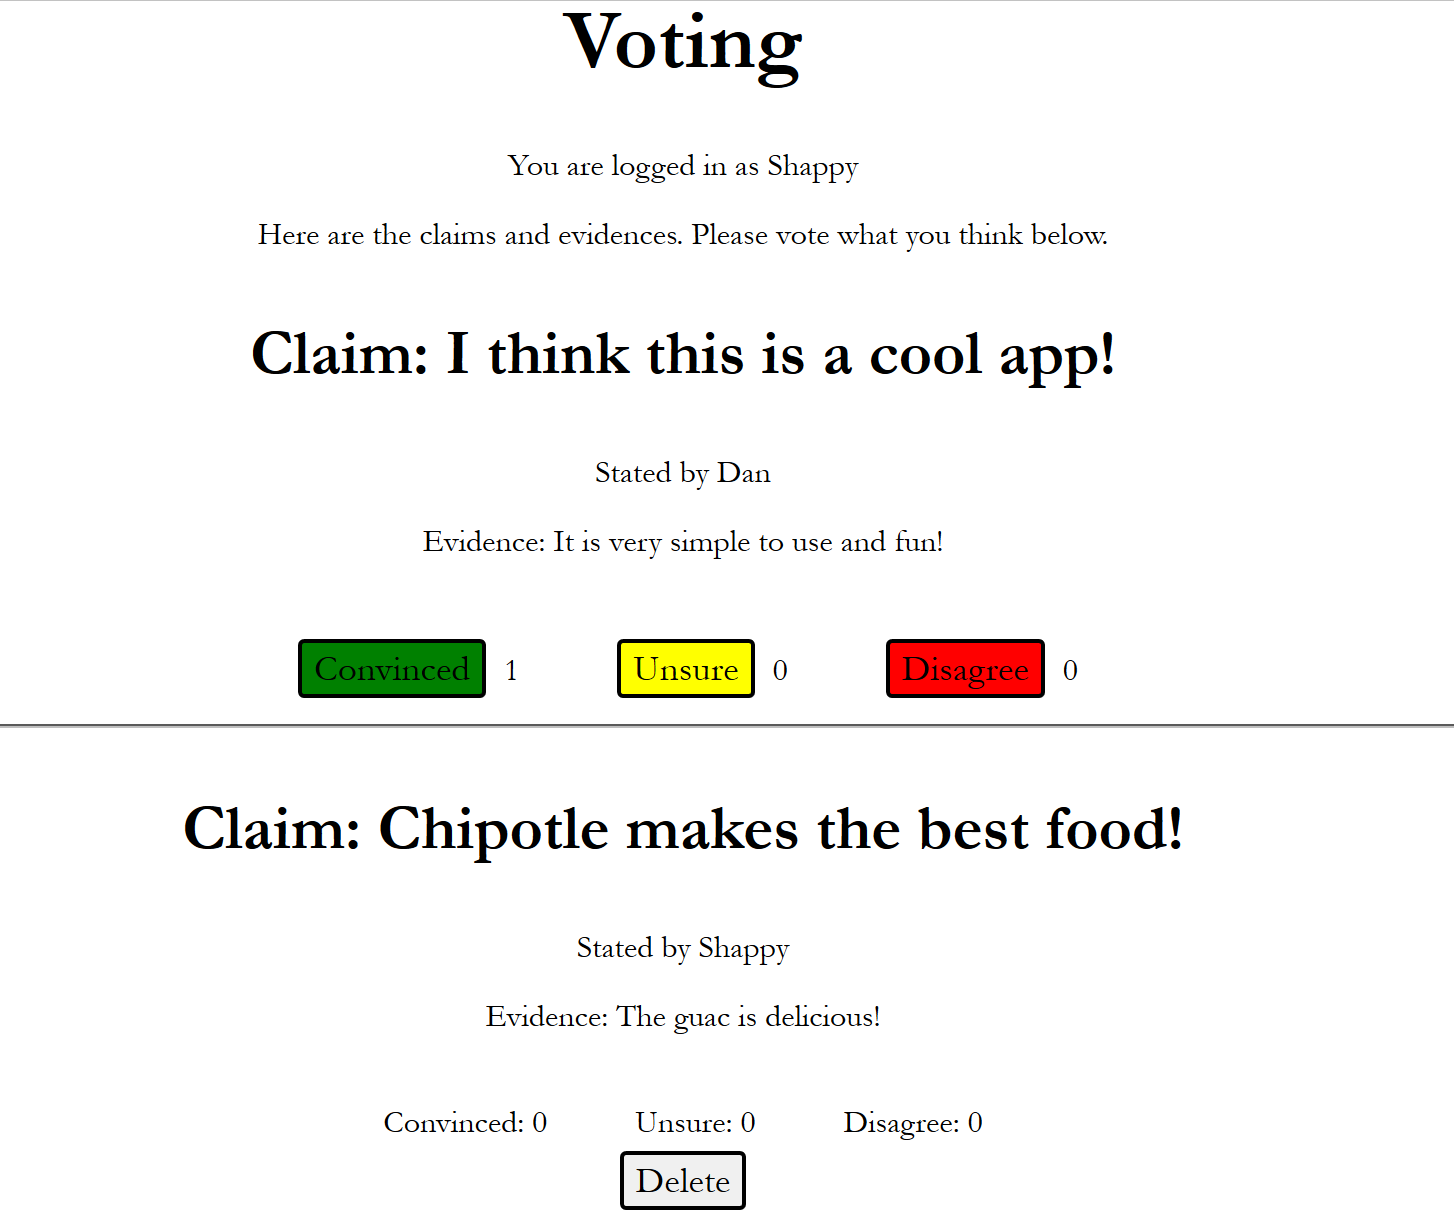 Voting
You are logged in as Shappy
Here are the claims and evidences. Please vote what you think below.
Claim: I think this is a cool app!
Stated by Dan
Evidence: It is very simple to use and fun!
Convinced 1 Unsure 0 Disagree 0
Claim: Chipotle makes the best food!
Stated by Shappy
Evidence: The guac is delicious!
Convinced: 0 Unsure: 0 Disagree: 0
Delete